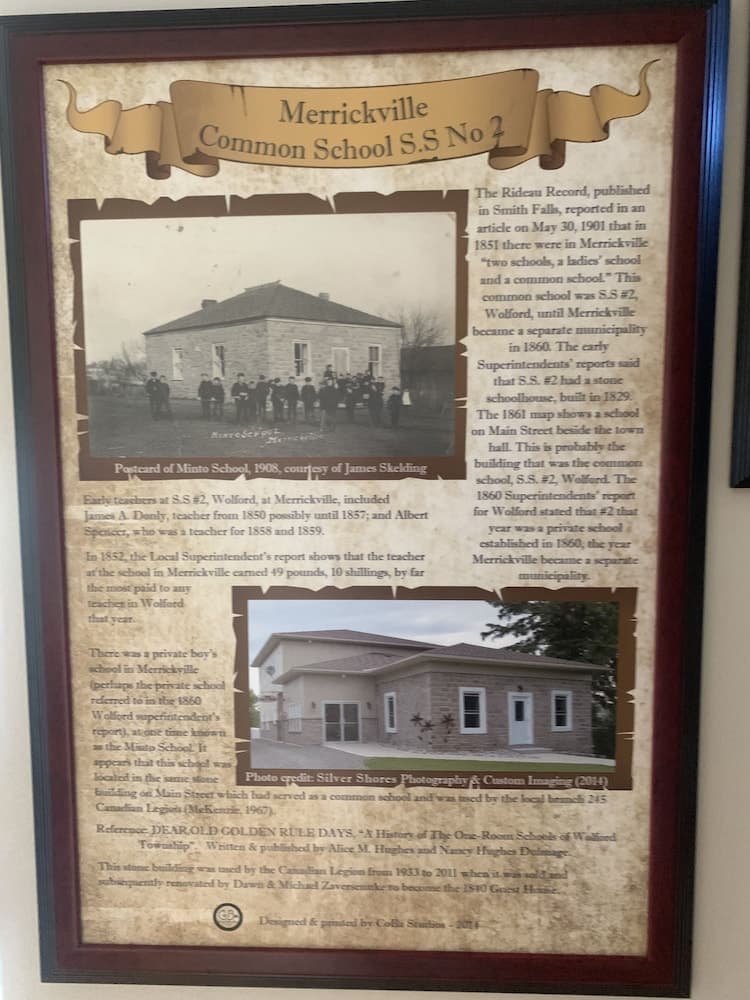 Merrickville
Common School S.S No 2
The Rideau Record, published
in Smith Falls, reported in an
article on May 30, 1901 that in
1851 there were in Merrickville
"two schools, a ladies' school
and a common school." This
common school was S.S #2,
Wolford, until Merrickville
became a separate municipality
in 1860. The early
Superintendents' reports said
that S.S. #2 had a stone
schoolhouse, built in 1829.
The 1861 map shows a school
on Main Street beside the town
hall. This is probably the
building that was the common
school, S.S. #2, Wolford. The
1860 Superintendents' report
for Wolford stated that #2 that
year was a private school
established in 1860, the year
Merrickville became a separate
municipality.
Minto School
Merrickville
Postcard of Minto School, 1908, courtesy of James Skelding
Early teachers at S.S #2, Wolford, at Merrickville, included
James A. Donly, teacher from 1850 possibly until 1857; and Albert
Spencer, who was a teacher for 1858 and 1859.
In 1852, the Local Superintendent's report shows that the teacher
at the school in Merrickville earned 49 pounds, 10 shillings, by far
the most paid to any
teacher in Wolford
that year.
There was a private boy's
school in Merrickville
(perhaps the private school
referred to in the 1860
Wolford superintendent's
report), at one time known
as the Minto School. It
appears that this school was
located in the same stone
building on Main Street which had served as a common school and was used by the local branch 245
Canadian Legion (McKenzie, 1967).
Photo credit: Silver Shores Photography & Custom Imaging (2014)
Reference: DEAR OLD GOLDEN RULE DAYS, "A History of The One-Room Schools of Wolford
Township". Written & published by Alice M. Hughes and Nancy Hughes Dulmage.
This stone building was used by the Canadian Legion from 1933 to 2011 when it was sold and
subsequently renovated by Dawn & Michael to become the 1840 Guest House.
Designed & printed by Studios - 2014